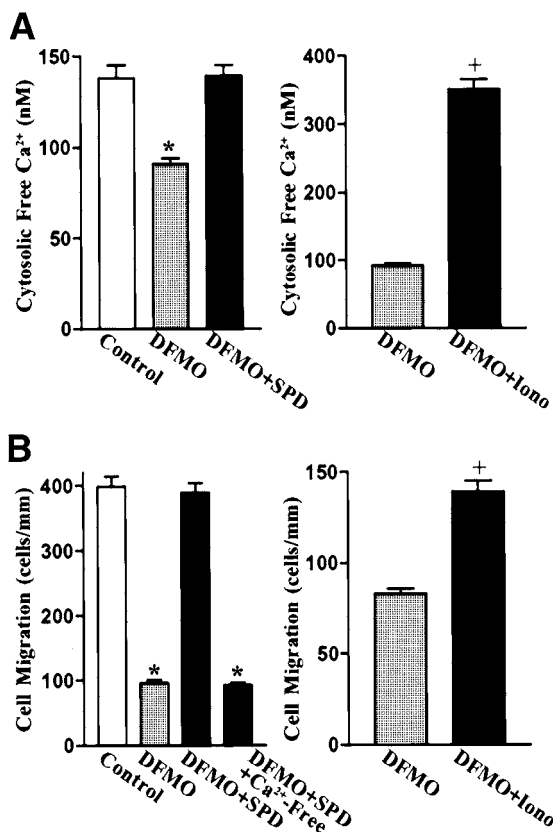 A
150
100
50
0
Cytosolic Free Ca²⁺ (nM)
*
Control
DFMO
DFMO+SPD
400
300
200
100
0
Cytosolic Free Ca²⁺ (nM)
+
DFMO
DFMO+Iono
B
400
300
200
100
0
Cell Migration (cells/mm)
*
*
Control
DFMO
DFMO+SPD
DFMO+SPD
+Ca²⁺-Free
150
100
50
0
Cell Migration (cells/mm)
+
DFMO
DFMO+Iono